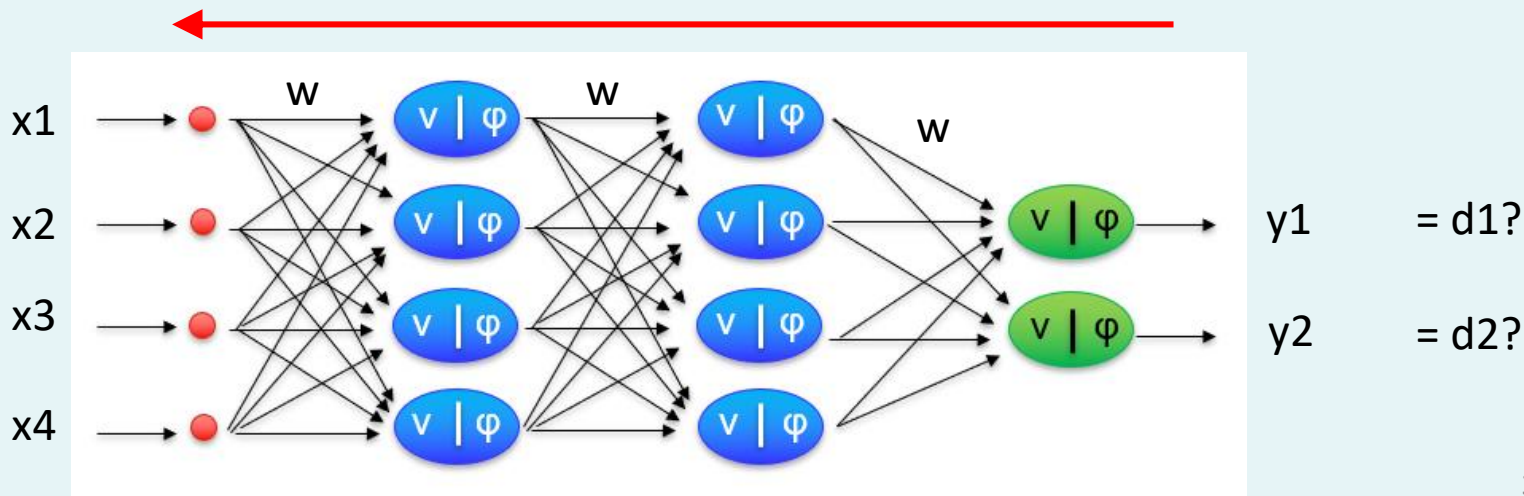 w w
x1 v | φ v | φ
w
x2 v | φ v | φ v | φ y1 = d1?
x3 v | φ v | φ v | φ y2 = d2?
x4 v | φ v | φ